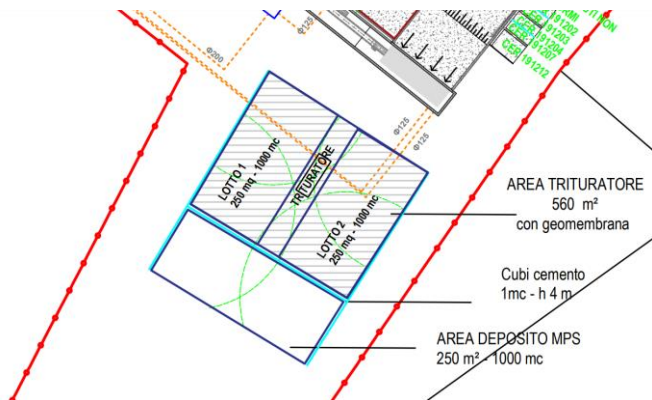 Φ125
Φ200
CER 191202
CER 191203
CER 191204
CER 191207
CER 191212
Φ125
Φ125
LOTTO 1
250 mq - 1000 mc
TRITURATORE
LOTTO 2
250 mq - 1000 mc
AREA TRITURATORE
560 m²
con geomembrana
Cubi cemento
1mc - h 4 m
AREA DEPOSITO MPS
250 m² - 1000 mc